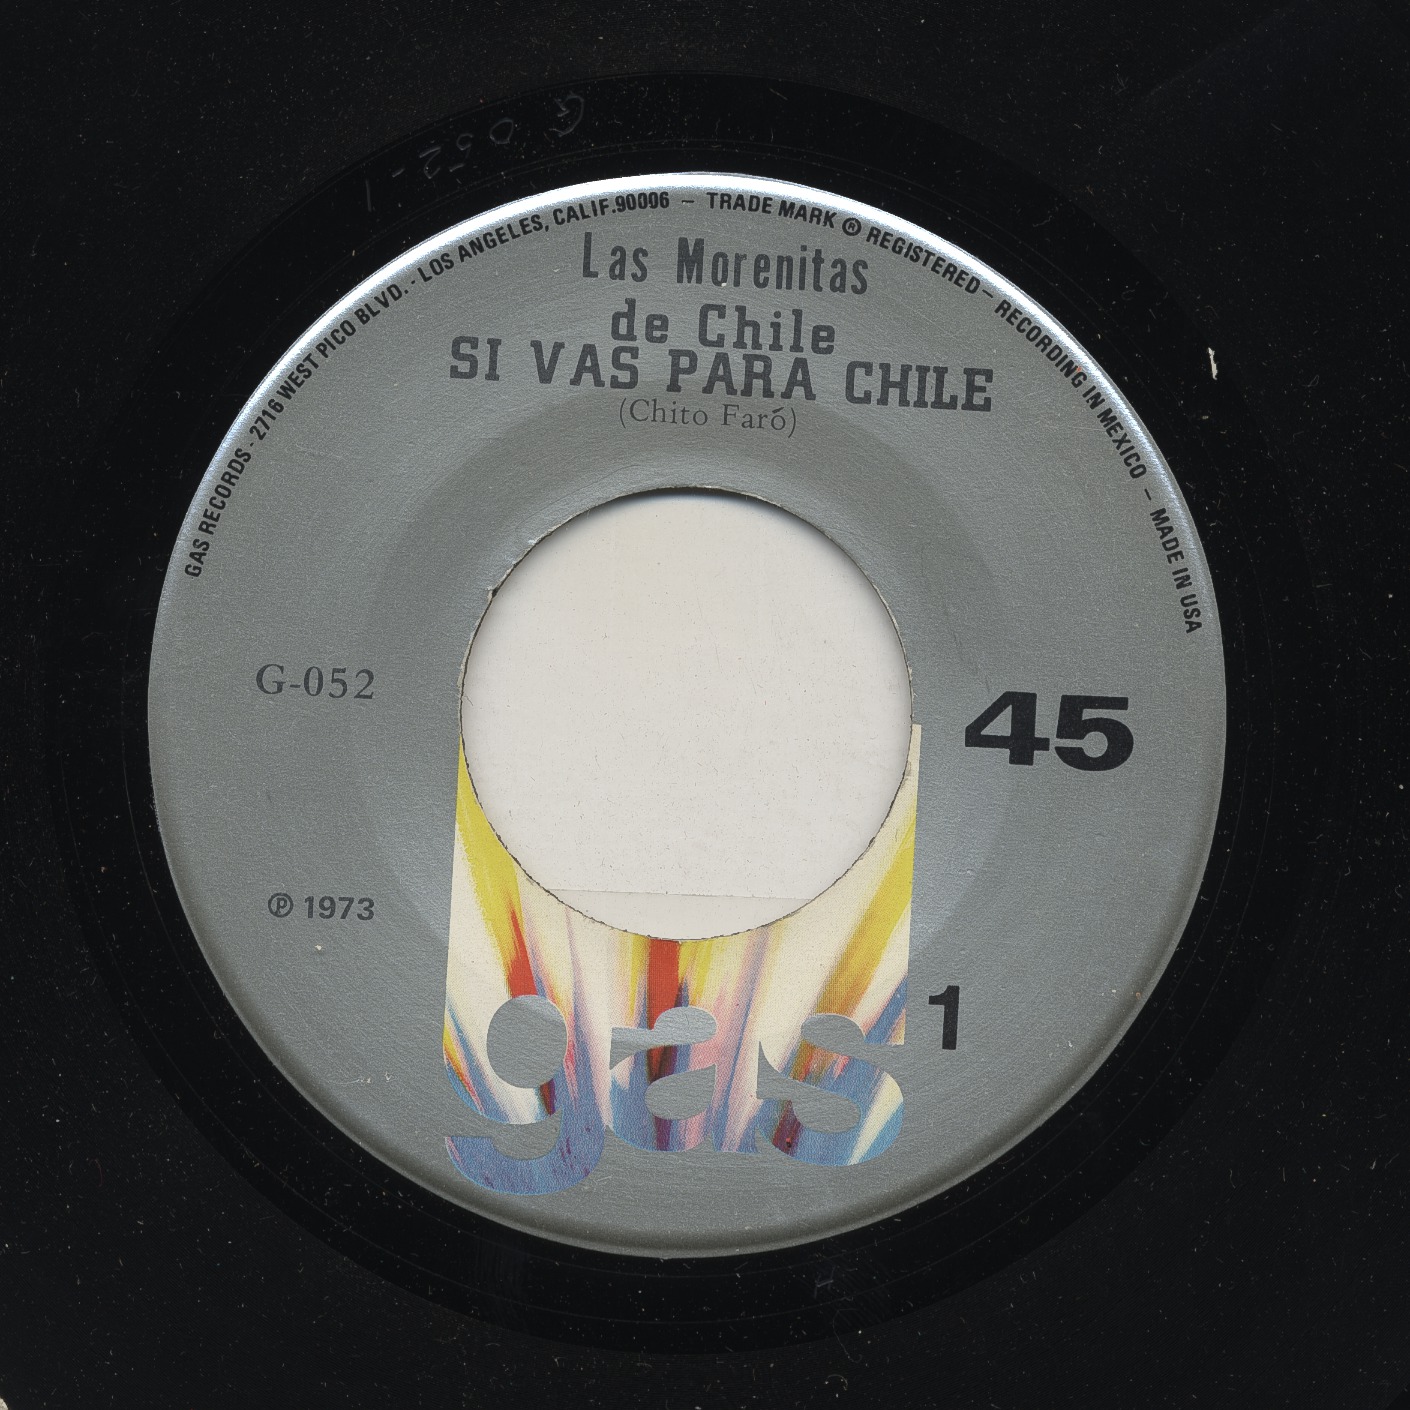 G 052-1
GAS RECORDS - 2716 WEST PICO BLVD. - LOS ANGELES, CALIF.90006 – TRADE MARK ® REGISTERED – RECORDING IN MEXICO – MADE IN USA
Las Morenitas
de Chile
SI VAS PARA CHILE
(Chito Faró)
G-052
45
℗ 1973
1
gas